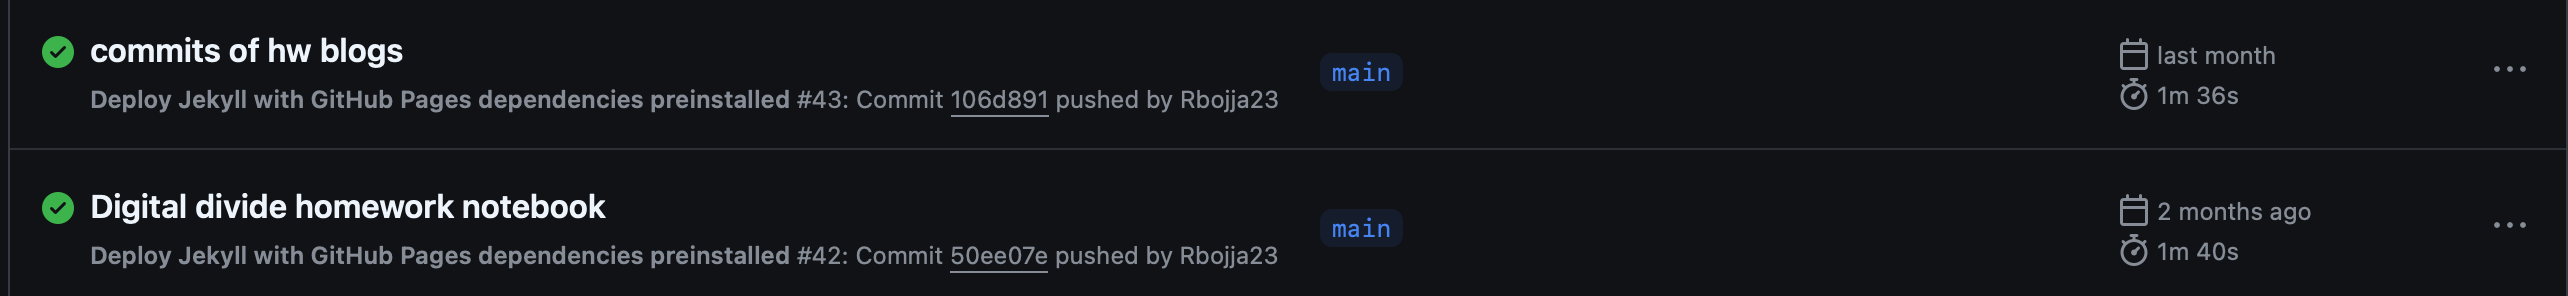 commits of hw blogs
Deploy Jekyll with GitHub Pages dependencies preinstalled #43: Commit 106d891 pushed by Rbojja23
main
last month
1m 36s
Digital divide homework notebook
Deploy Jekyll with GitHub Pages dependencies preinstalled #42: Commit 50ee07e pushed by Rbojja23
main
2 months ago
1m 40s